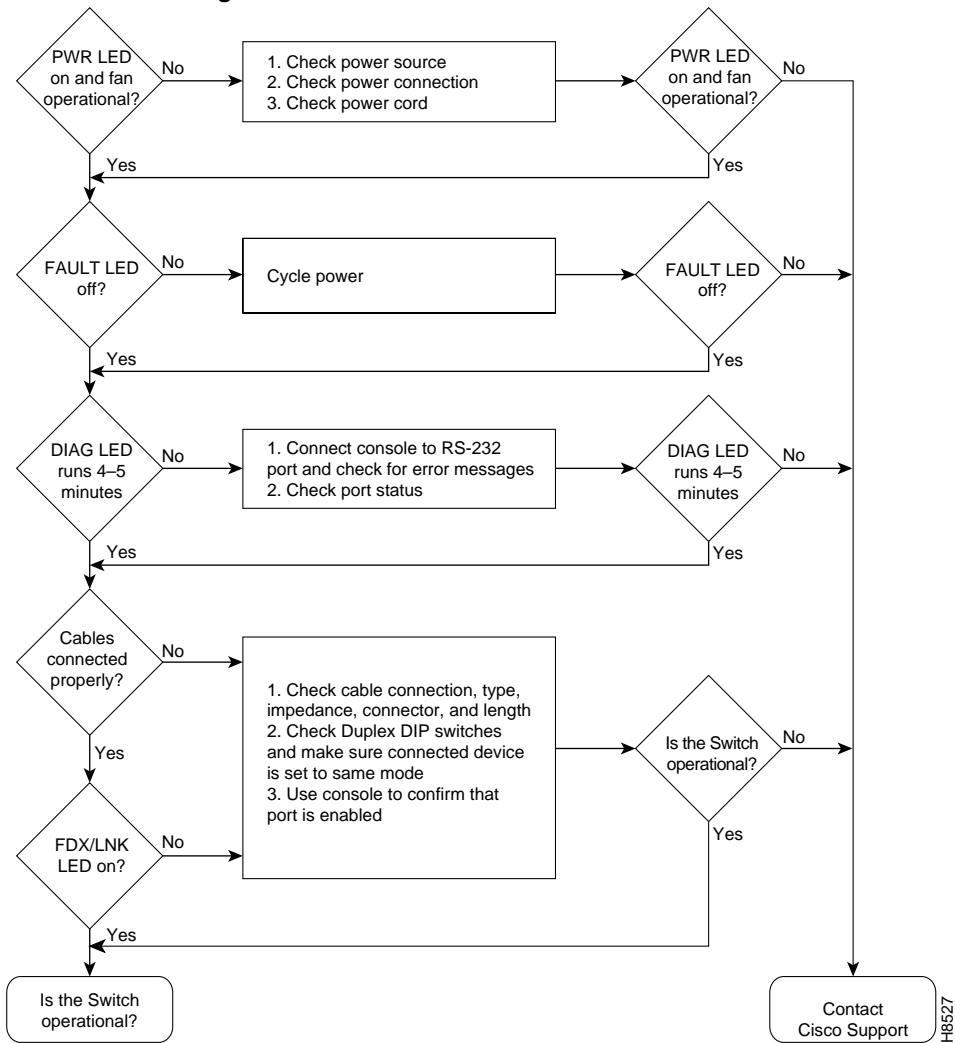 PWR LED
on and fan
operational?
No
1. Check power source
2. Check power connection
3. Check power cord
PWR LED
on and fan
operational?
No
Yes
Yes
FAULT LED
off?
No
Cycle power
FAULT LED
off?
No
Yes
Yes
DIAG LED
runs 4–5
minutes
No
1. Connect console to RS-232
port and check for error messages
2. Check port status
DIAG LED
runs 4–5
minutes
No
Yes
Yes
Cables
connected
properly?
No
Yes
1. Check cable connection, type,
impedance, connector, and length
2. Check Duplex DIP switches
and make sure connected device
is set to same mode
3. Use console to confirm that
port is enabled
Is the Switch
operational?
No
Yes
FDX/LNK
LED on?
No
Yes
Is the Switch
operational?
Contact
Cisco Support
H8527